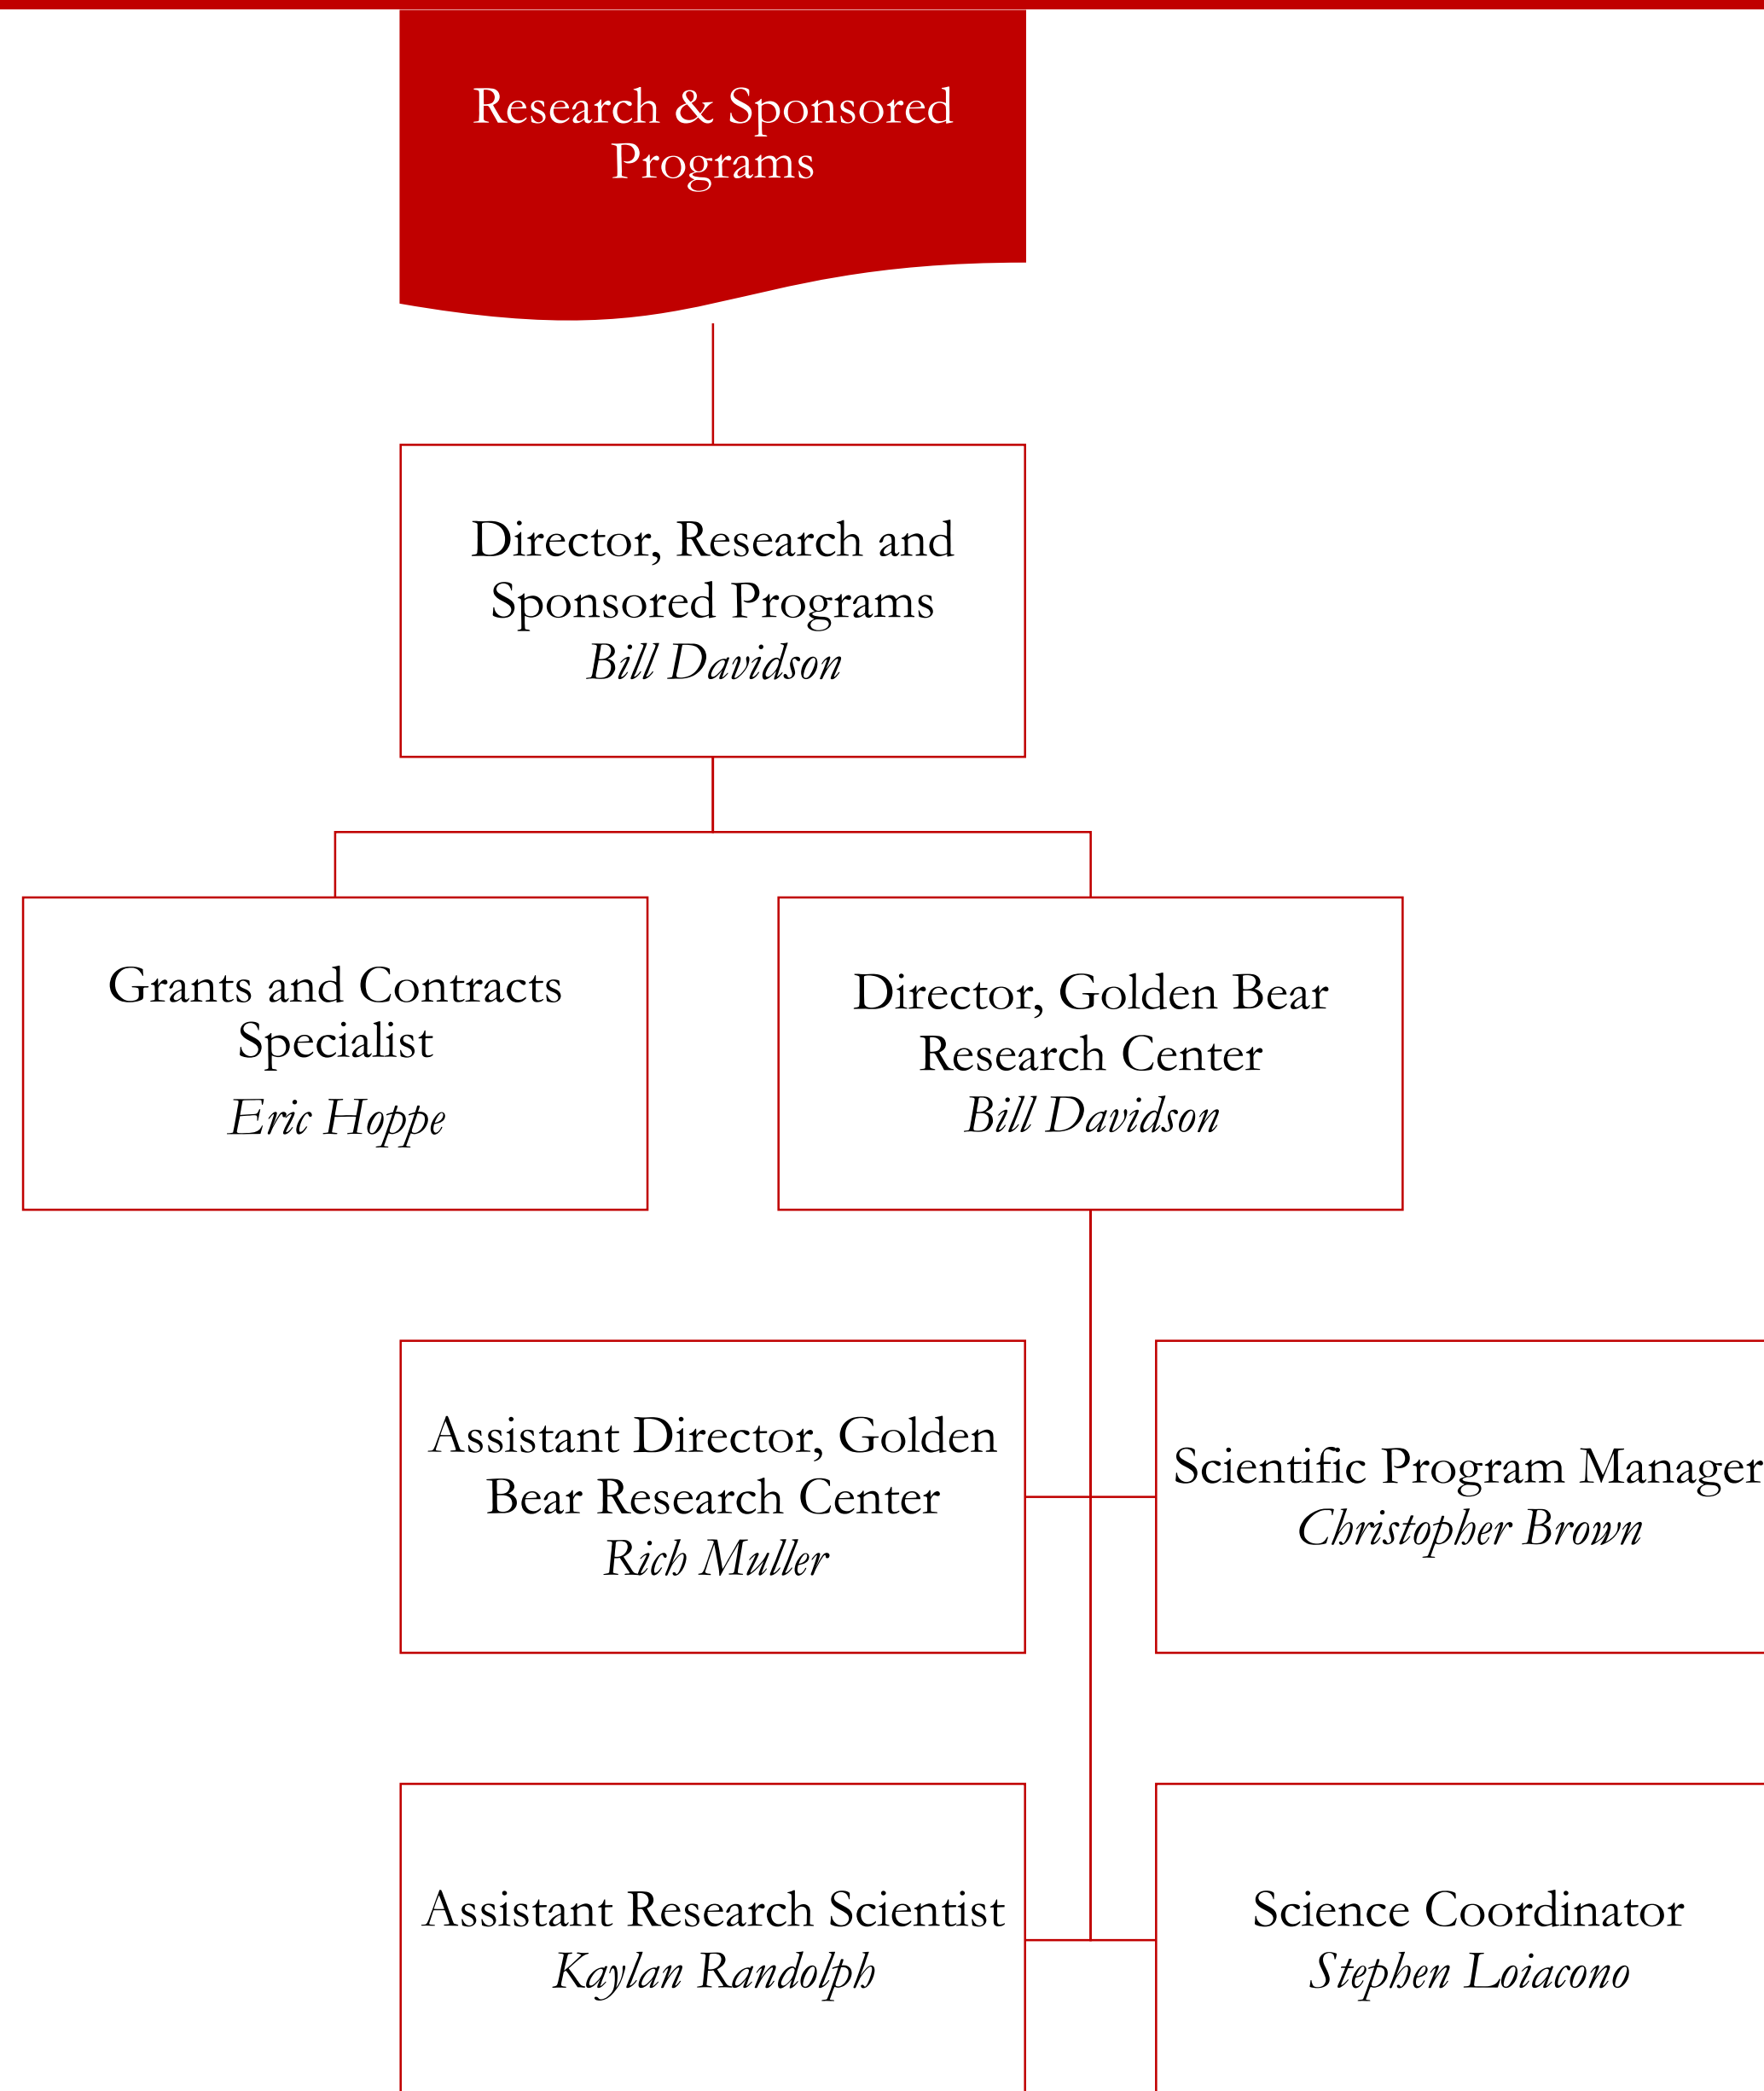 Research & Sponsored
Programs
Director, Research and
Sponsored Programs
Bill Davidson
Grants and Contracts
Specialist
Eric Hoppe
Director, Golden Bear
Research Center
Bill Davidson
Assistant Director, Golden
Bear Research Center
Rich Muller
Scientific Program Manager
Christopher Brown
Assistant Research Scientist
Kaylan Randolph
Science Coordinator
Stephen Loiacono